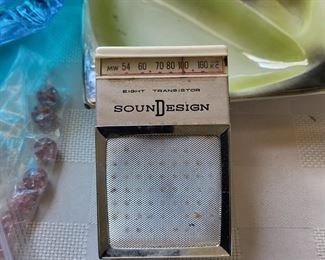 MW 54 60 70 80 100 160 KC
EIGHT TRANSISTOR
SOUNDESIGN